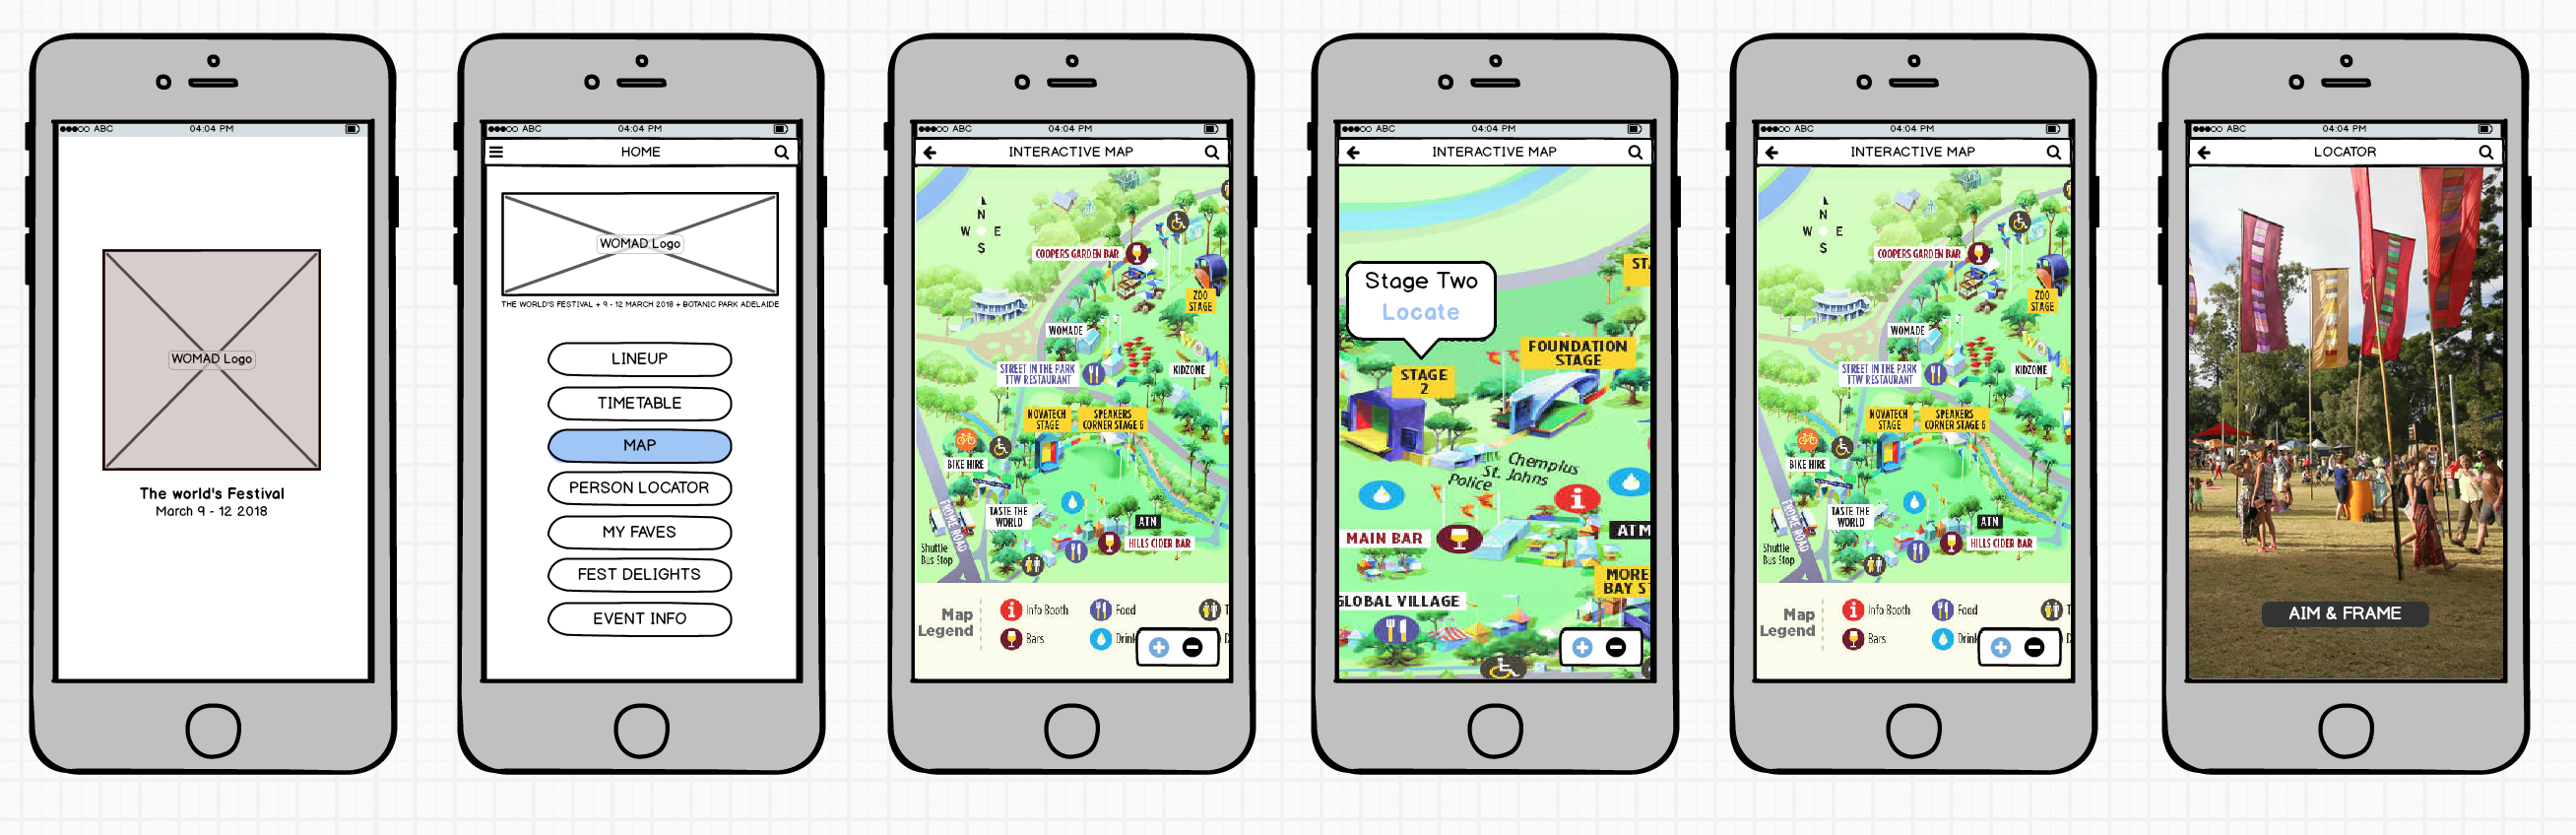 ABC 04:04 PM
WOMAD Logo
The world's Festival
March 9 - 12 2018
ABC 04:04 PM
HOME
WOMAD Logo
THE WORLD'S FESTIVAL + 9 - 12 MARCH 2018 + BOTANIC PARK ADELAIDE
LINEUP
TIMETABLE
MAP
PERSON LOCATOR
MY FAVES
FEST DELIGHTS
EVENT INFO
ABC 04:04 PM
INTERACTIVE MAP
N
W E
S
COOPERS GARDEN BAR
ZOO
STAGE
WOMADE
STREET IN THE PARK
TTW RESTAURANT
KIDZONE
NOVATECH
STAGE
SPEAKERS
CORNER STAGE 6
BIKE HIRE
FROME ROAD
TASTE THE
WORLD
ATM
HILLS CIDER BAR
Shuttle
Bus Stop
Map
Legend
Info Booth
Food
T
Bars
Drink
ABC 04:04 PM
INTERACTIVE MAP
Stage Two
Locate
ST
FOUNDATION
STAGE
STAGE
2
Chemplus
St. Johns
Police
MAIN BAR
ATM
MORE
BAY S
GLOBAL VILLAGE
ABC 04:04 PM
INTERACTIVE MAP
N
W E
S
COOPERS GARDEN BAR
ZOO
STAGE
WOMADE
STREET IN THE PARK
TTW RESTAURANT
KIDZONE
NOVATECH
STAGE
SPEAKERS
CORNER STAGE 6
BIKE HIRE
FROME ROAD
TASTE THE
WORLD
ATM
HILLS CIDER BAR
Shuttle
Bus Stop
Map
Legend
Info Booth
Food
T
Bars
Drink
ABC 04:04 PM
LOCATOR
AIM & FRAME